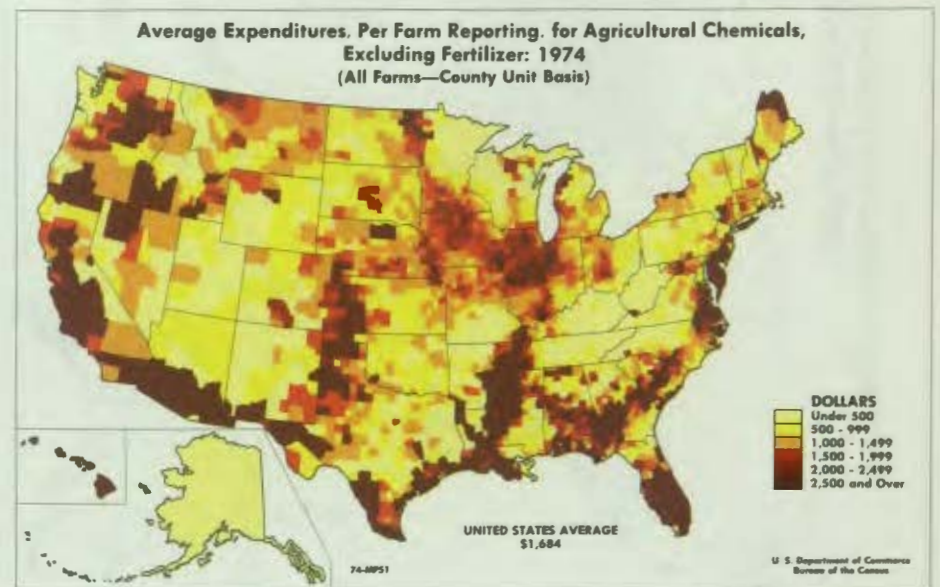 Average Expenditures, Per Farm Reporting, for Agricultural Chemicals,
Excluding Fertilizer: 1974
(All Farms—County Unit Basis)
DOLLARS
Under 500
500 - 999
1,000 - 1,499
1,500 - 1,999
2,000 - 2,499
2,500 and Over
UNITED STATES AVERAGE
$1,684
74-MPS1
U. S. Department of Commerce
Bureau of the Census